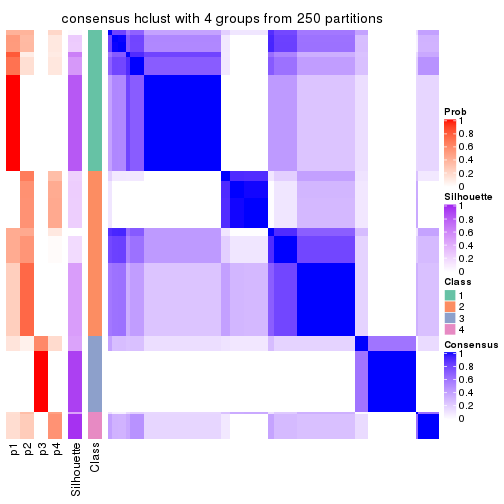 consensus hclust with 4 groups from 250 partitions
Prob
1
0.8
0.6
0.4
0.2
0
Silhouette
1
0.8
0.6
0.4
0.2
0
Class
1
2
3
4
Consensus
1
0.8
0.6
0.4
0.2
0
p1
p2
p3
p4
Silhouette
Class